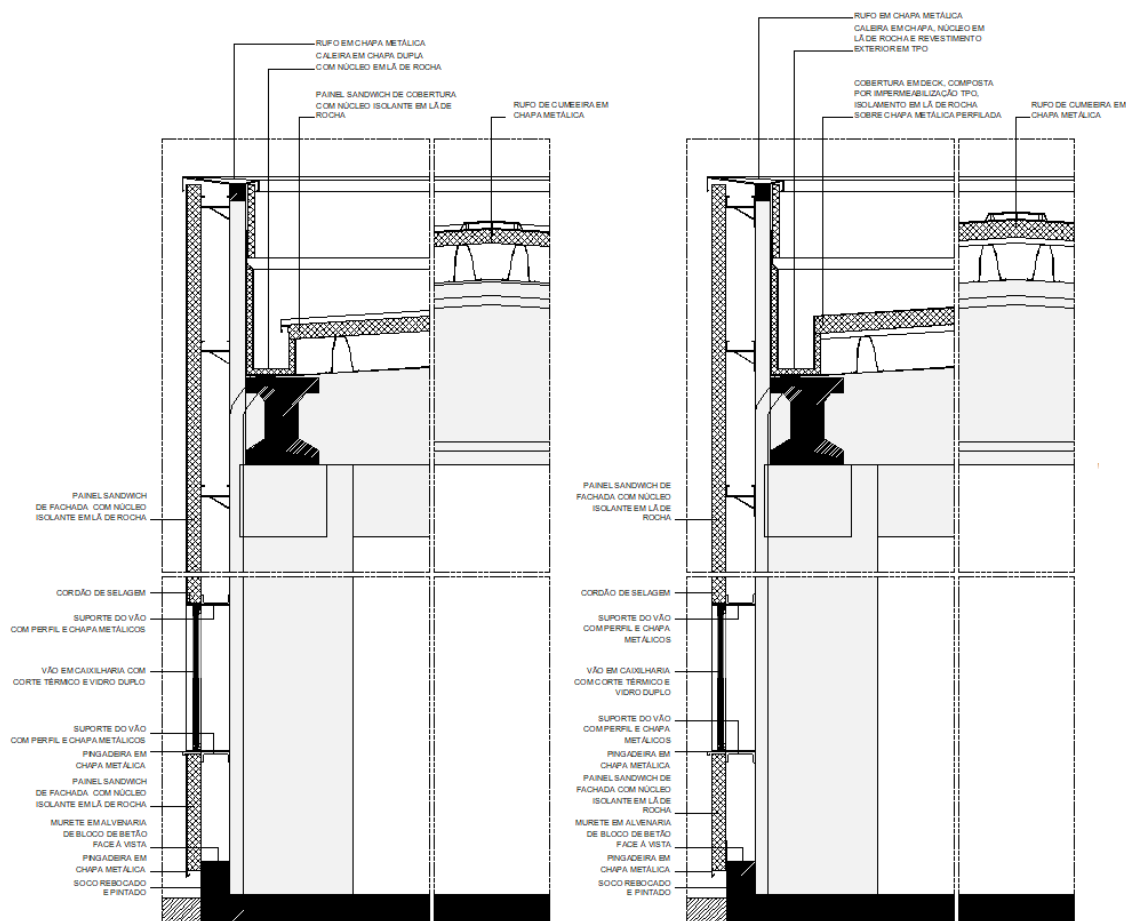 RUFO EM CHAPA METÁLICA
CALEIRA EM CHAPA DUPLA
COM NÚCLEO EM LÃ DE ROCHA
PAINEL SANDWICH DE COBERTURA
COM NÚCLEO ISOLANTE EM LÃ DE
ROCHA
RUFO DE CUMEEIRA EM
CHAPA METÁLICA
PAINEL SANDWICH
DE FACHADA COM NÚCLEO
ISOLANTE EM LÃ DE ROCHA
CORDÃO DE SELAGEM
SUPORTE DO VÃO
COM PERFIL E CHAPA METÁLICOS
VÃO EM CAIXILHARIA COM
CORTE TÉRMICO E VIDRO DUPLO
SUPORTE DO VÃO
COM PERFIL E CHAPA METÁLICOS
PINGADEIRA EM
CHAPA METÁLICA
PAINEL SANDWICH
DE FACHADA COM NÚCLEO
ISOLANTE EM LÃ DE ROCHA
MURETE EM ALVENARIA
DE BLOCO DE BETÃO
FACE À VISTA
PINGADEIRA EM
CHAPA METÁLICA
SOCO REBOCADO
E PINTADO
RUFO EM CHAPA METÁLICA
CALEIRA EM CHAPA, NÚCLEO EM
LÃ DE ROCHA E REVESTIMENTO
EXTERIOR EM TPO
COBERTURA EM DECK, COMPOSTA
POR IMPERMEABILIZAÇÃO TPO,
ISOLAMENTO EM LÃ DE ROCHA
SOBRE CHAPA METÁLICA PERFILADA
RUFO DE CUMEEIRA EM
CHAPA METÁLICA
PAINEL SANDWICH DE
FACHADA COM NÚCLEO
ISOLANTE EM LÃ DE
ROCHA
CORDÃO DE SELAGEM
SUPORTE DO VÃO
COM PERFIL E CHAPA
METÁLICOS
VÃO EM CAIXILHARIA
COM CORTE TÉRMICO E
VIDRO DUPLO
SUPORTE DO VÃO
COM PERFIL E CHAPA
METÁLICOS
PINGADEIRA EM
CHAPA METÁLICA
PAINEL SANDWICH DE
FACHADA COM NÚCLEO
ISOLANTE EM LÃ DE
ROCHA
MURETE EM ALVENARIA
DE BLOCO DE BETÃO
FACE À VISTA
PINGADEIRA EM
CHAPA METÁLICA
SOCO REBOCADO
E PINTADO